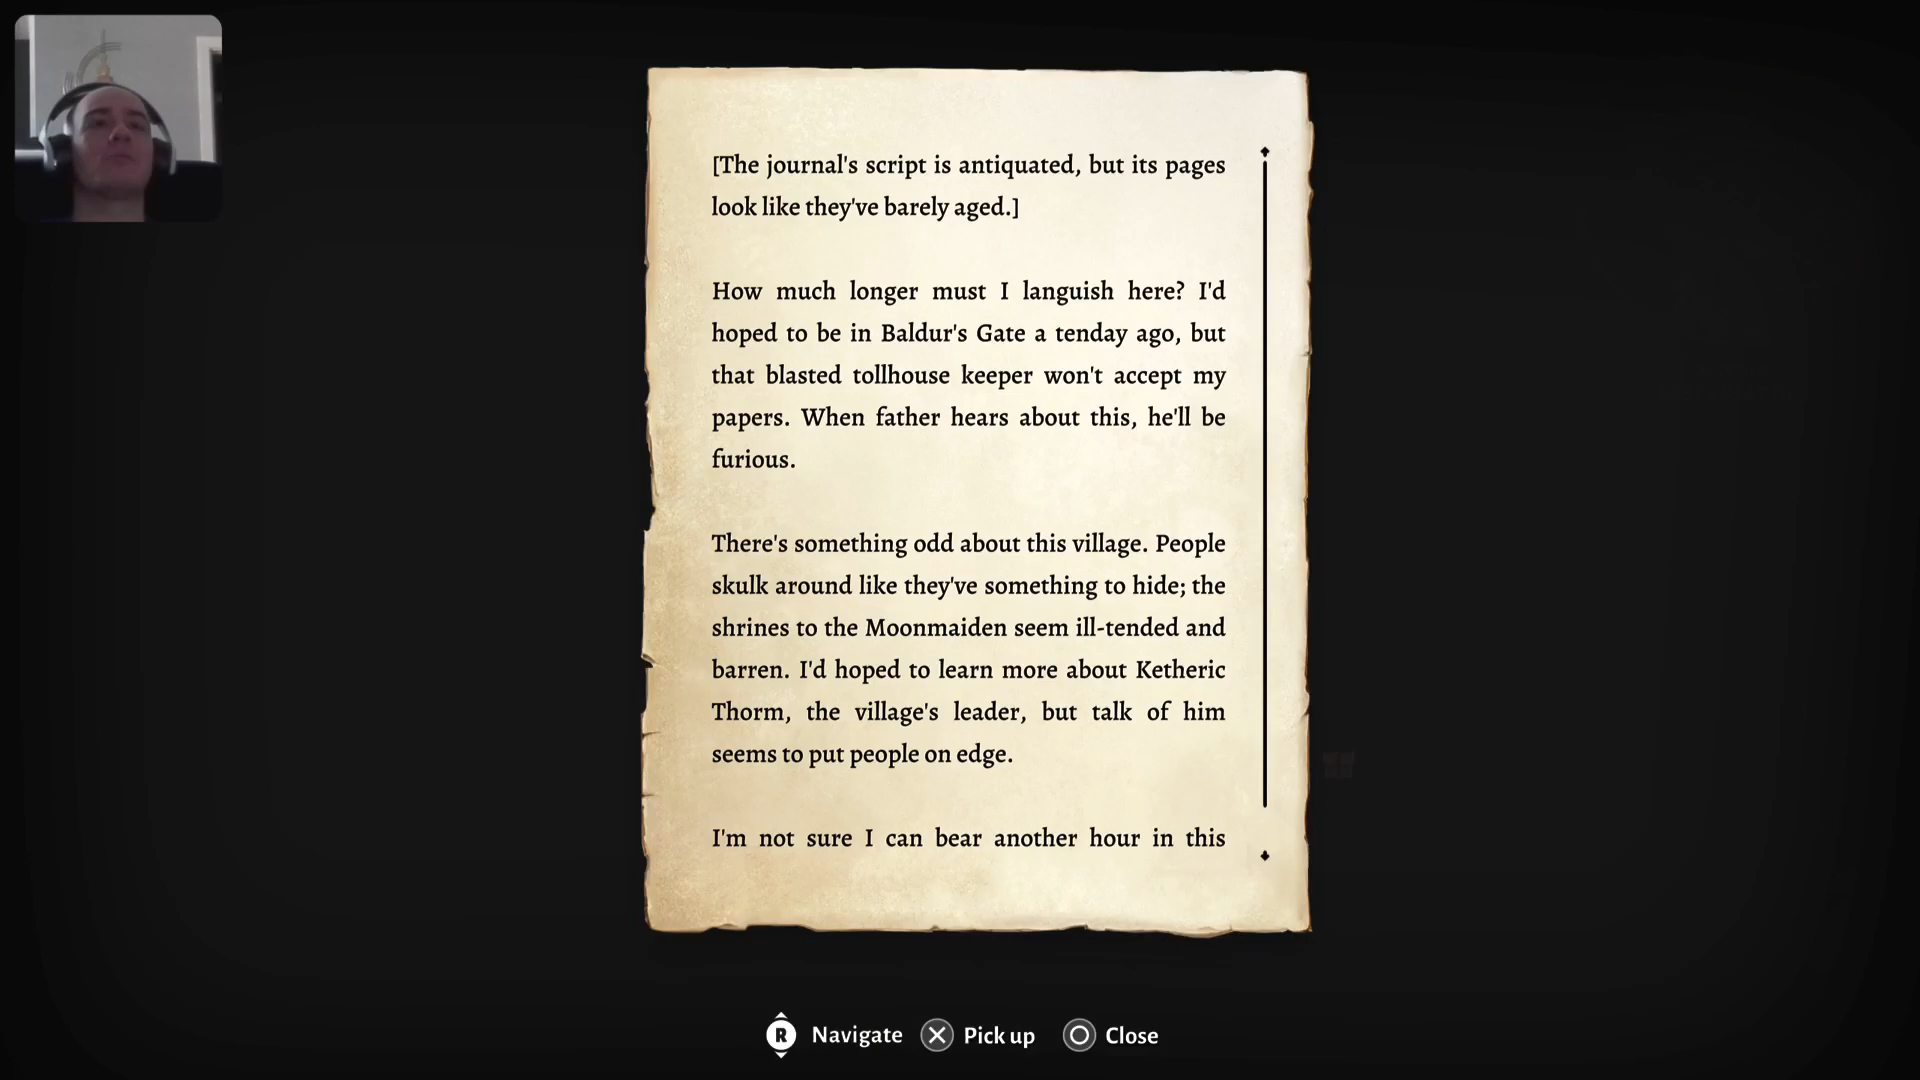 [The journal's script is antiquated, but its pages
look like they've barely aged.]
How much longer must I languish here? I'd
hoped to be in Baldur's Gate a tenday ago, but
that blasted tollhouse keeper won't accept my
papers. When father hears about this, he'll be
furious.
There's something odd about this village. People
skulk around like they've something to hide; the
shrines to the Moonmaiden seem ill-tended and
barren. I'd hoped to learn more about Ketheric
Thorm, the village's leader, but talk of him
seems to put people on edge.
I'm not sure I can bear another hour in this
R Navigate Pick up Close